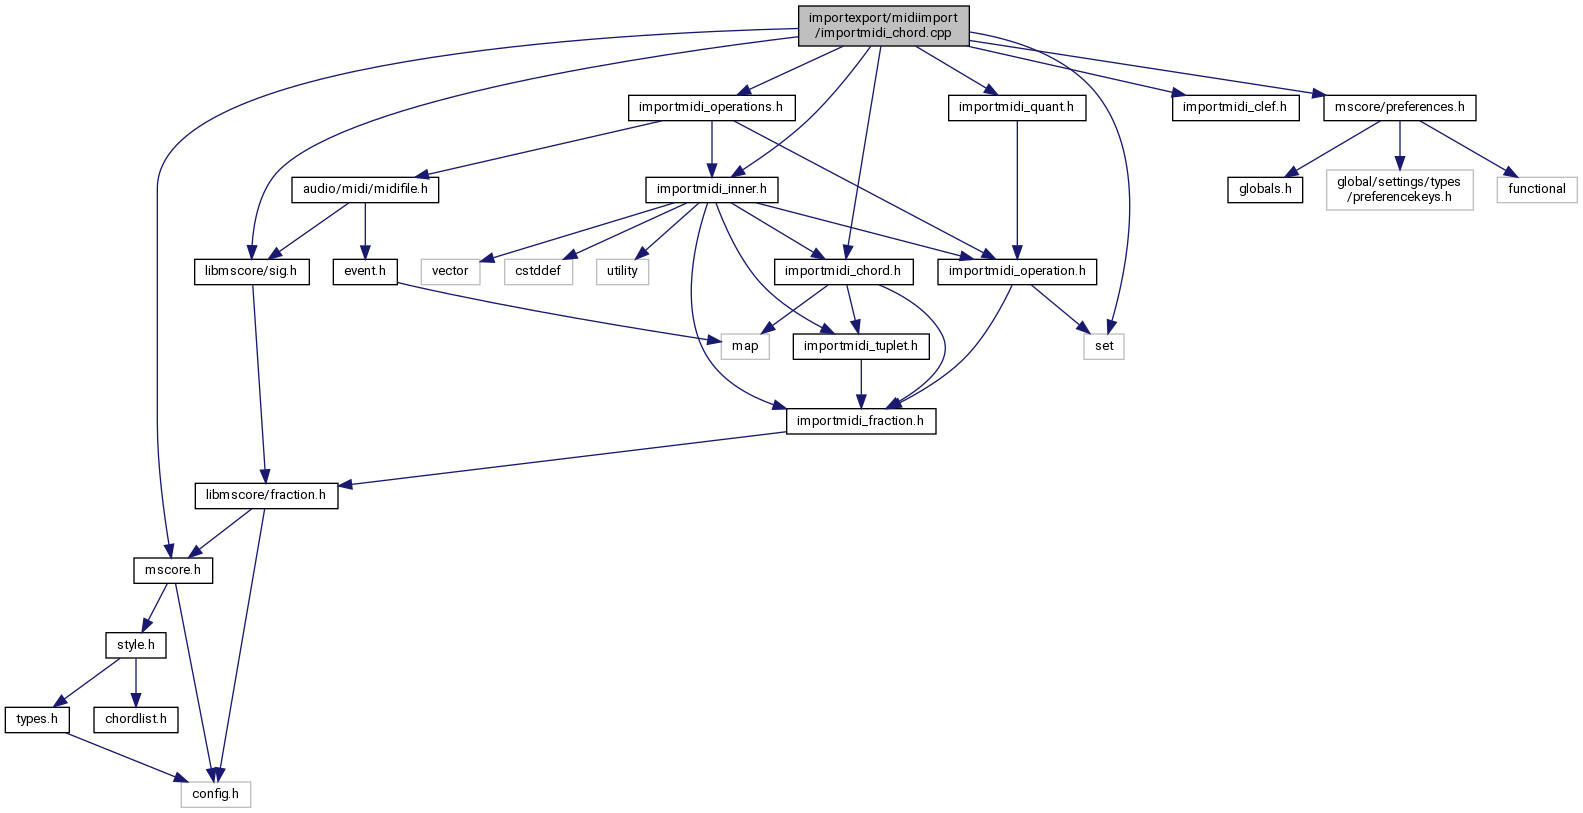 importexport/midiimport
/importmidi_chord.cpp
importmidi_operations.h
importmidi_quant.h
importmidi_clef.h
mscore/preferences.h
audio/midi/midifile.h
importmidi_inner.h
globals.h
global/settings/types
/preferencekeys.h
functional
libmscore/sig.h
event.h
vector
cstddef
utility
importmidi_chord.h
importmidi_operation.h
map
importmidi_tuplet.h
set
importmidi_fraction.h
libmscore/fraction.h
mscore.h
style.h
types.h
chordlist.h
config.h